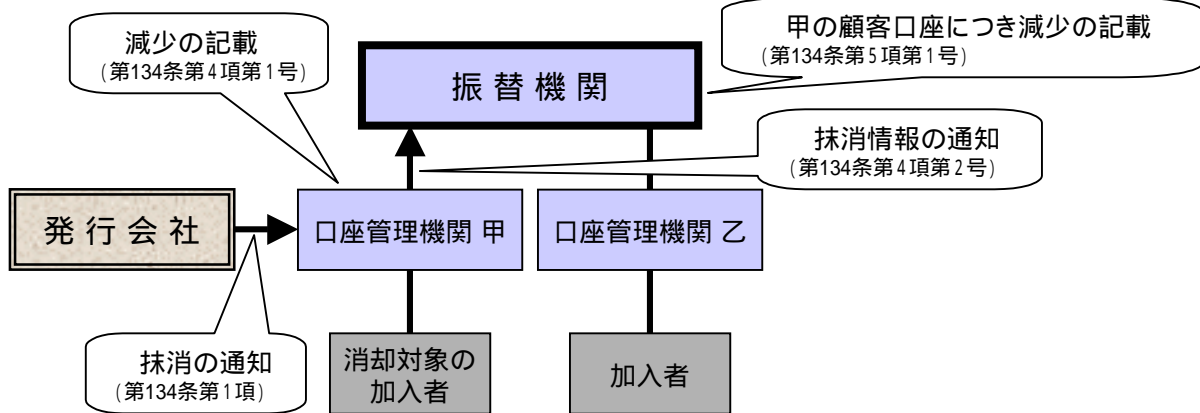 減少の記載
(第134条第4項第1号)
甲の顧客口座につき減少の記載
(第134条第5項第1号)
振替機関
抹消情報の通知
(第134条第4項第2号)
発行会社
口座管理機関 甲
口座管理機関 乙
抹消の通知
(第134条第1項)
消却対象の
加入者
加入者